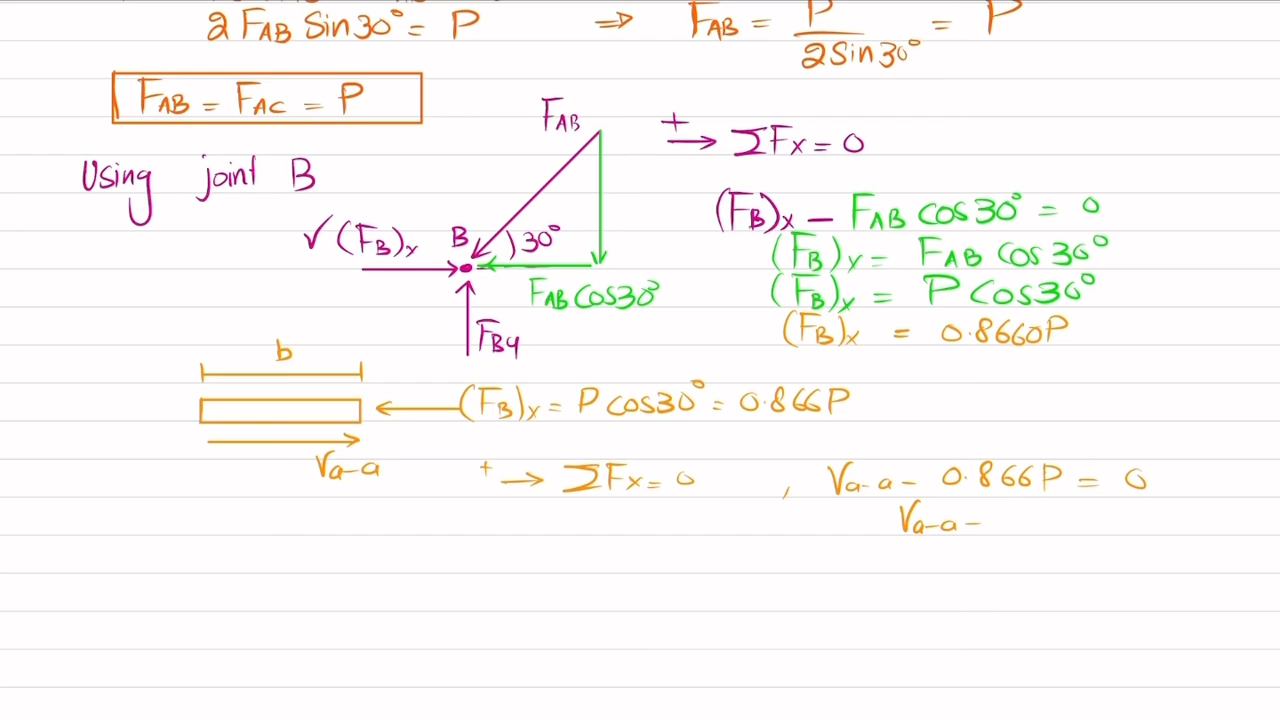 2 FAB Sin30° = P ⇒ FAB = P / 2 Sin30° = P
FAB = FAC = P
FAB
+→ ΣFx = 0
Using joint B
(FB)x - FAB cos30° = 0
√(FB)x B 30°
(FB)x = FAB cos30°
FAB cos30°
(FB)x = P cos30°
FBy
(FB)x = 0.8660P
b
(FB)x = P cos30° = 0.866P
Va-a
+→ ΣFx = 0 , Va-a - 0.866P = 0
Va-a -